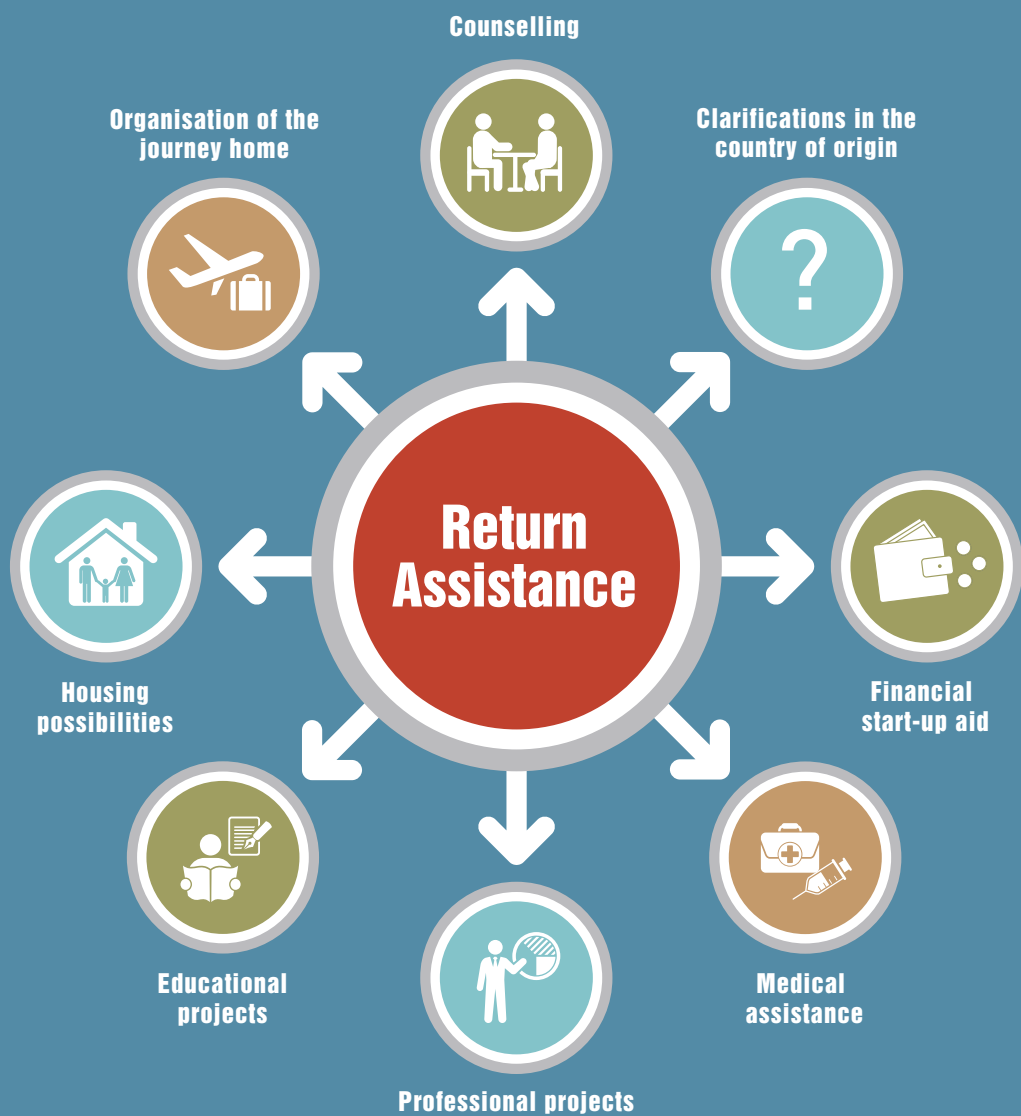 Counselling
Organisation of the
journey home
Clarifications in the
country of origin
?
Return
Assistance
Housing
possibilities
Financial
start-up aid
Educational
projects
Medical
assistance
Professional projects